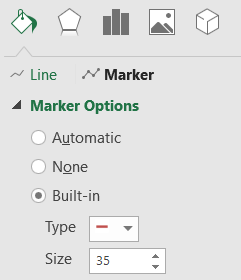 Line Marker
Marker Options
Automatic
None
Built-in
Type
Size 35